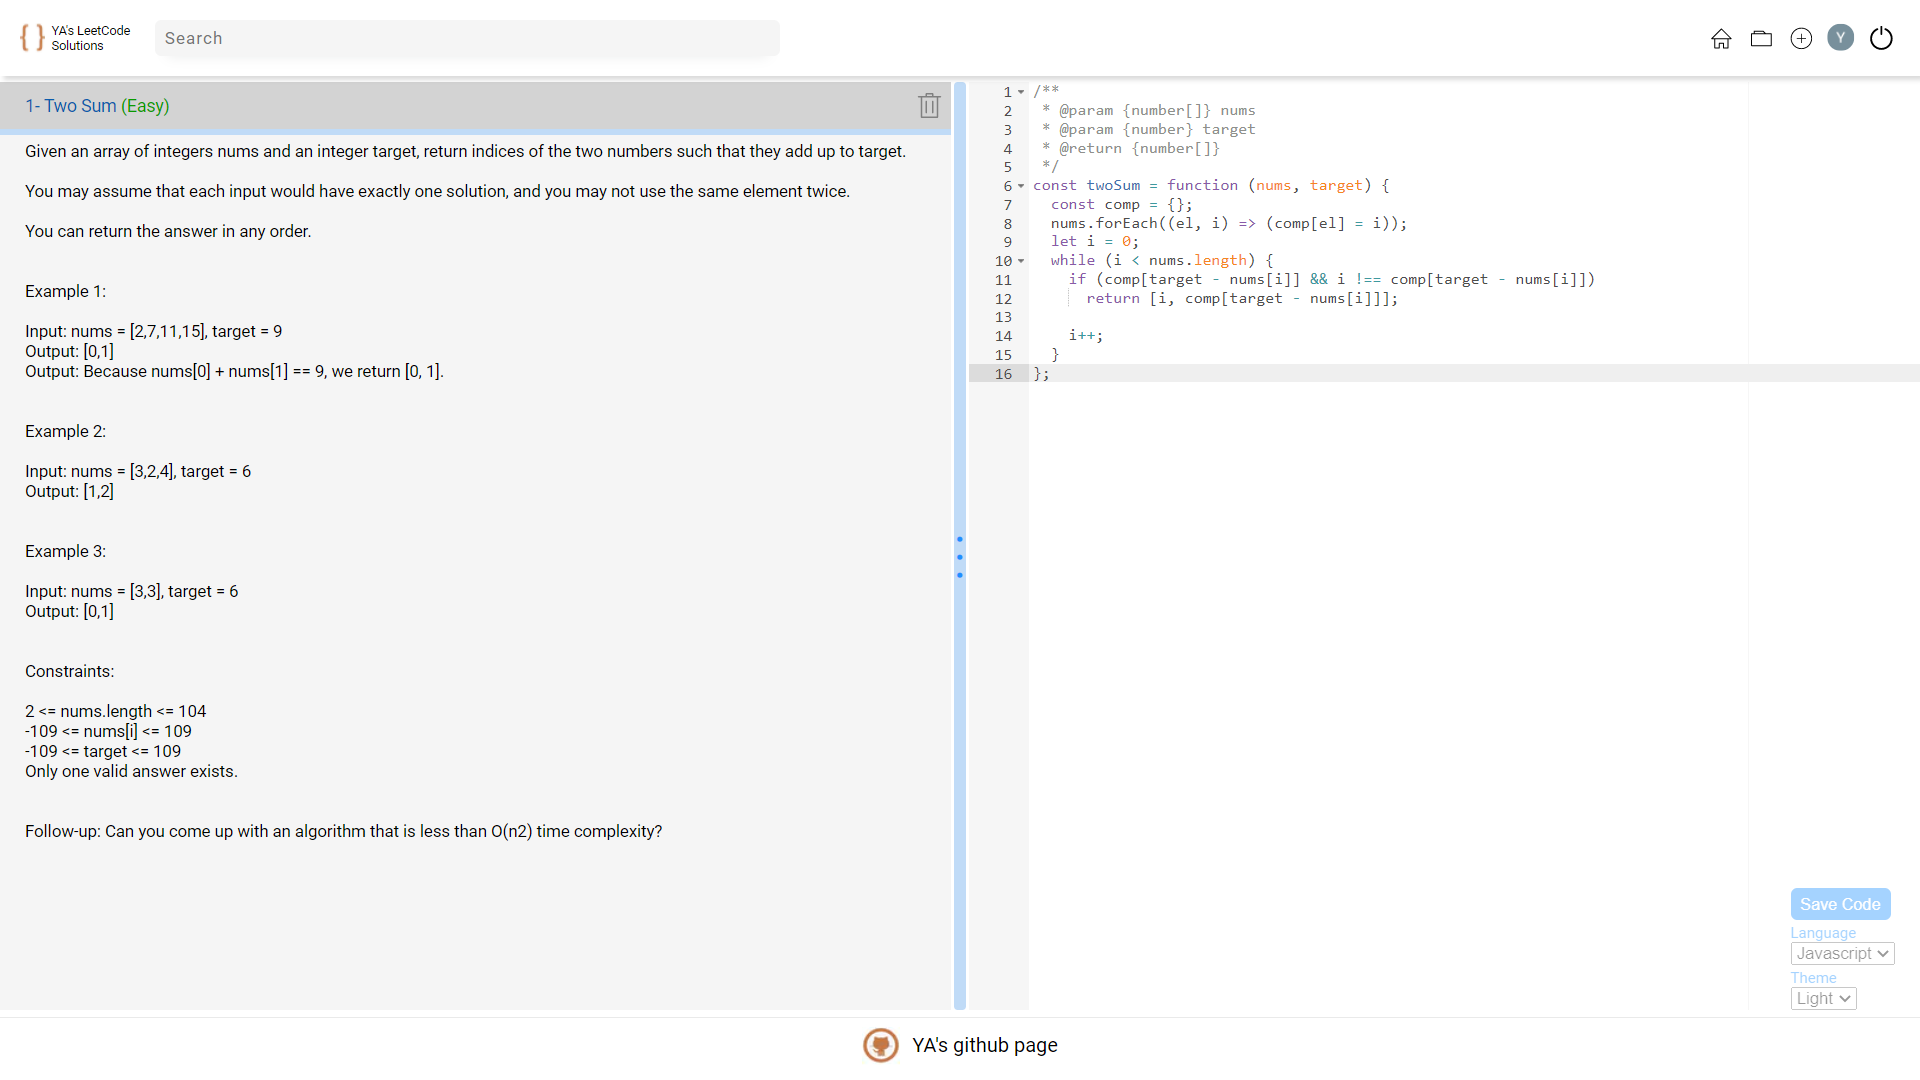 YA's LeetCode
Solutions
Search
Y
1- Two Sum (Easy)
Given an array of integers nums and an integer target, return indices of the two numbers such that they add up to target.
You may assume that each input would have exactly one solution, and you may not use the same element twice.
You can return the answer in any order.
Example 1:
Input: nums = [2,7,11,15], target = 9
Output: [0,1]
Output: Because nums[0] + nums[1] == 9, we return [0, 1].
Example 2:
Input: nums = [3,2,4], target = 6
Output: [1,2]
Example 3:
Input: nums = [3,3], target = 6
Output: [0,1]
Constraints:
2 <= nums.length <= 104
-109 <= nums[i] <= 109
-109 <= target <= 109
Only one valid answer exists.
Follow-up: Can you come up with an algorithm that is less than O(n2) time complexity?
1 /**
2  * @param {number[]} nums
3  * @param {number} target
4  * @return {number[]}
5  */
6 const twoSum = function (nums, target) {
7   const comp = {};
8   nums.forEach((el, i) => (comp[el] = i));
9   let i = 0;
10   while (i < nums.length) {
11     if (comp[target - nums[i]] && i !== comp[target - nums[i]])
12       return [i, comp[target - nums[i]]];
13
14     i++;
15   }
16 };
Save Code
Language
Javascript
Theme
Light
YA's github page